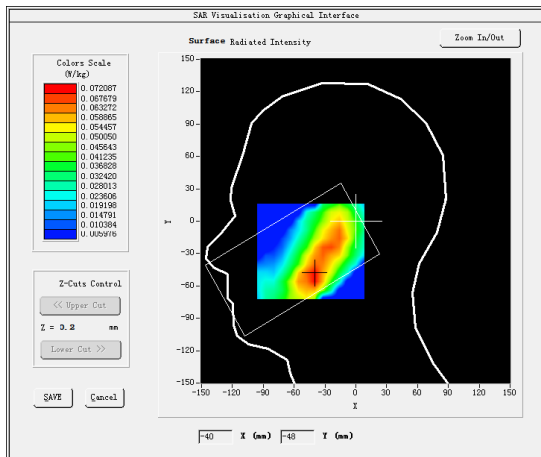 SAR Visualisation Graphical Interface
Surface Radiated Intensity
Zoom In/Out
Colors Scale
(W/kg)
0.072087
0.067679
0.063272
0.058865
0.054457
0.050050
0.045643
0.041235
0.036828
0.032420
0.028013
0.023606
0.019198
0.014791
0.010384
0.005976
Z-Cuts Control
<< Upper Cut
Z = 0.2 mm
Lower Cut >>
SAVE Cancel
150
120
90
60
30
0
-30
-60
-90
-120
-150
Y
-150 -120 -90 -60 -30 0 30 60 90 120 150
X
-40 X (mm) -48 Y (mm)